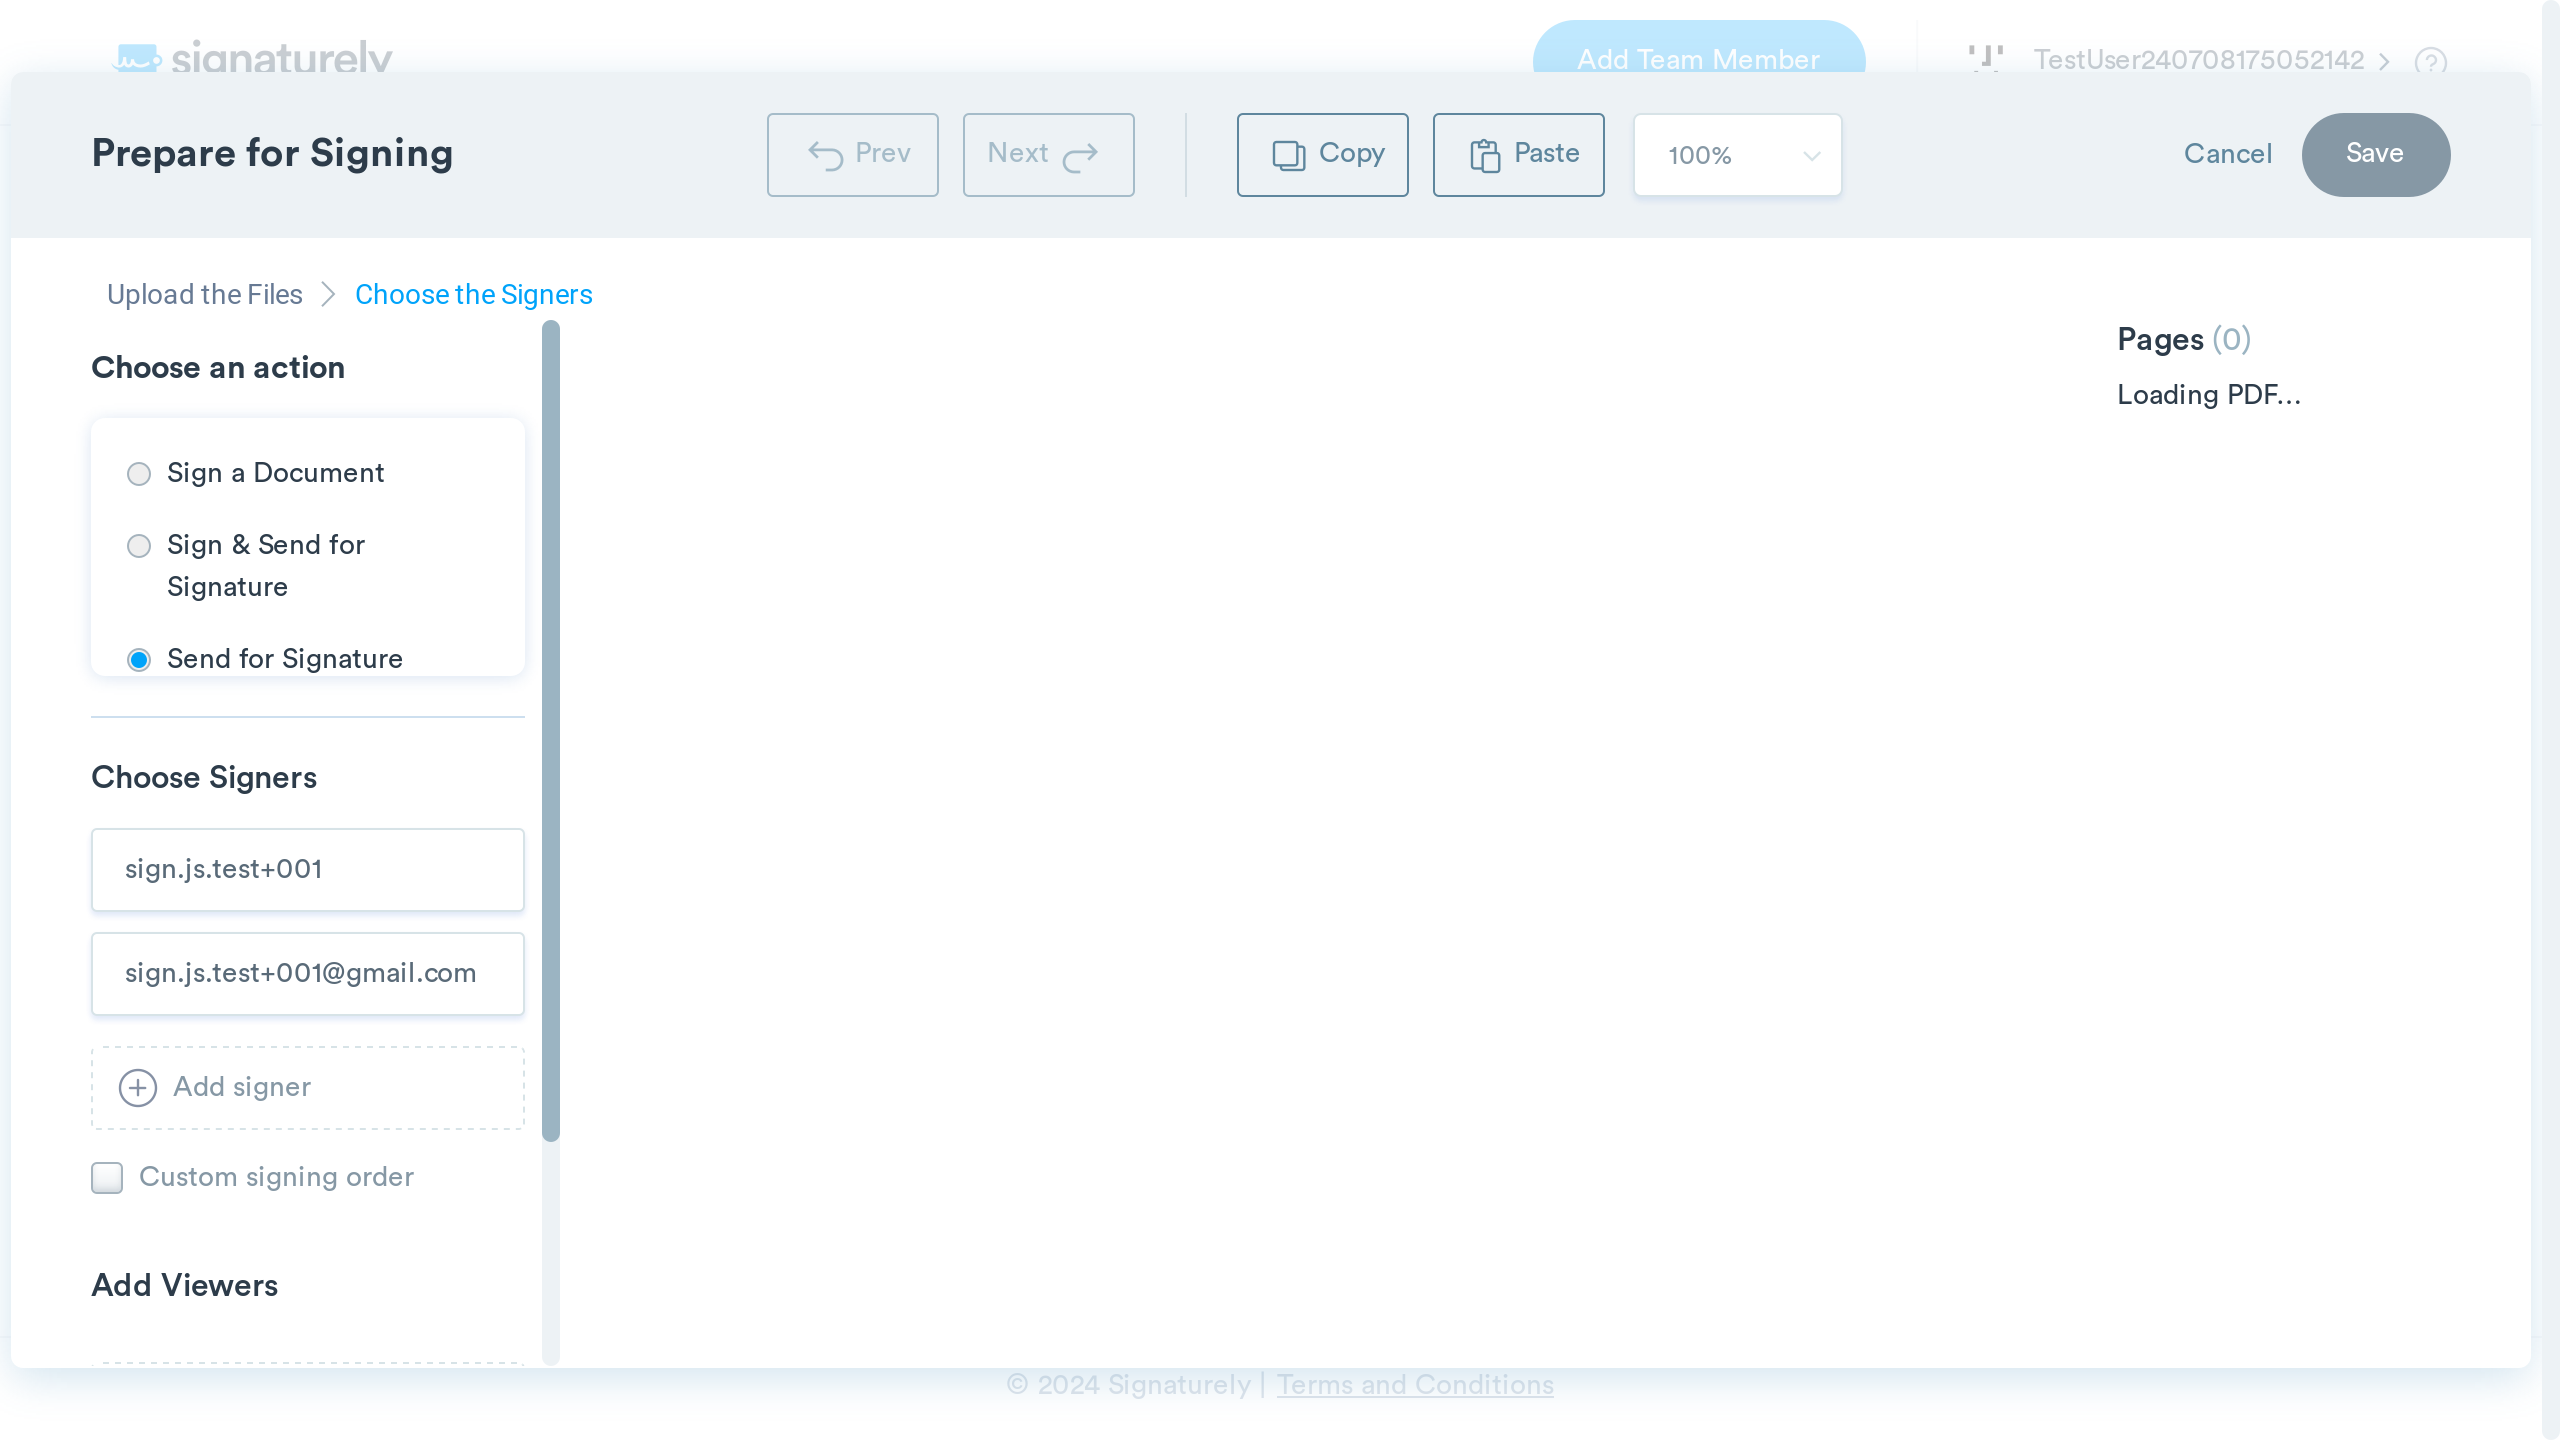 signaturely
Add Team Member
TestUser240708175052142
Prepare for Signing
Prev
Next
Copy
Paste
100%
Cancel
Save
Upload the Files
Choose the Signers
Choose an action
Sign a Document
Sign & Send for
Signature
Send for Signature
Choose Signers
sign.js.test+001
sign.js.test+001@gmail.com
Add signer
Custom signing order
Add Viewers
Pages (0)
Loading PDF...
© 2024 Signaturely | Terms and Conditions